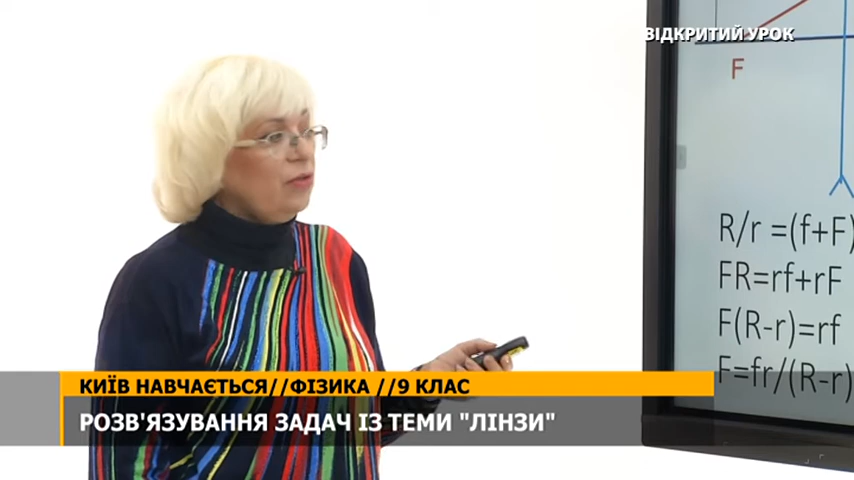 ВІДКРИТИЙ УРОК
F
R/r =(f+F)
FR=rf+rF
F(R-r)=rf
F=fr/(R-r)
КИЇВ НАВЧАЄТЬСЯ//ФІЗИКА //9 КЛАС
РОЗВ'ЯЗУВАННЯ ЗАДАЧ ІЗ ТЕМИ "ЛІНЗИ"